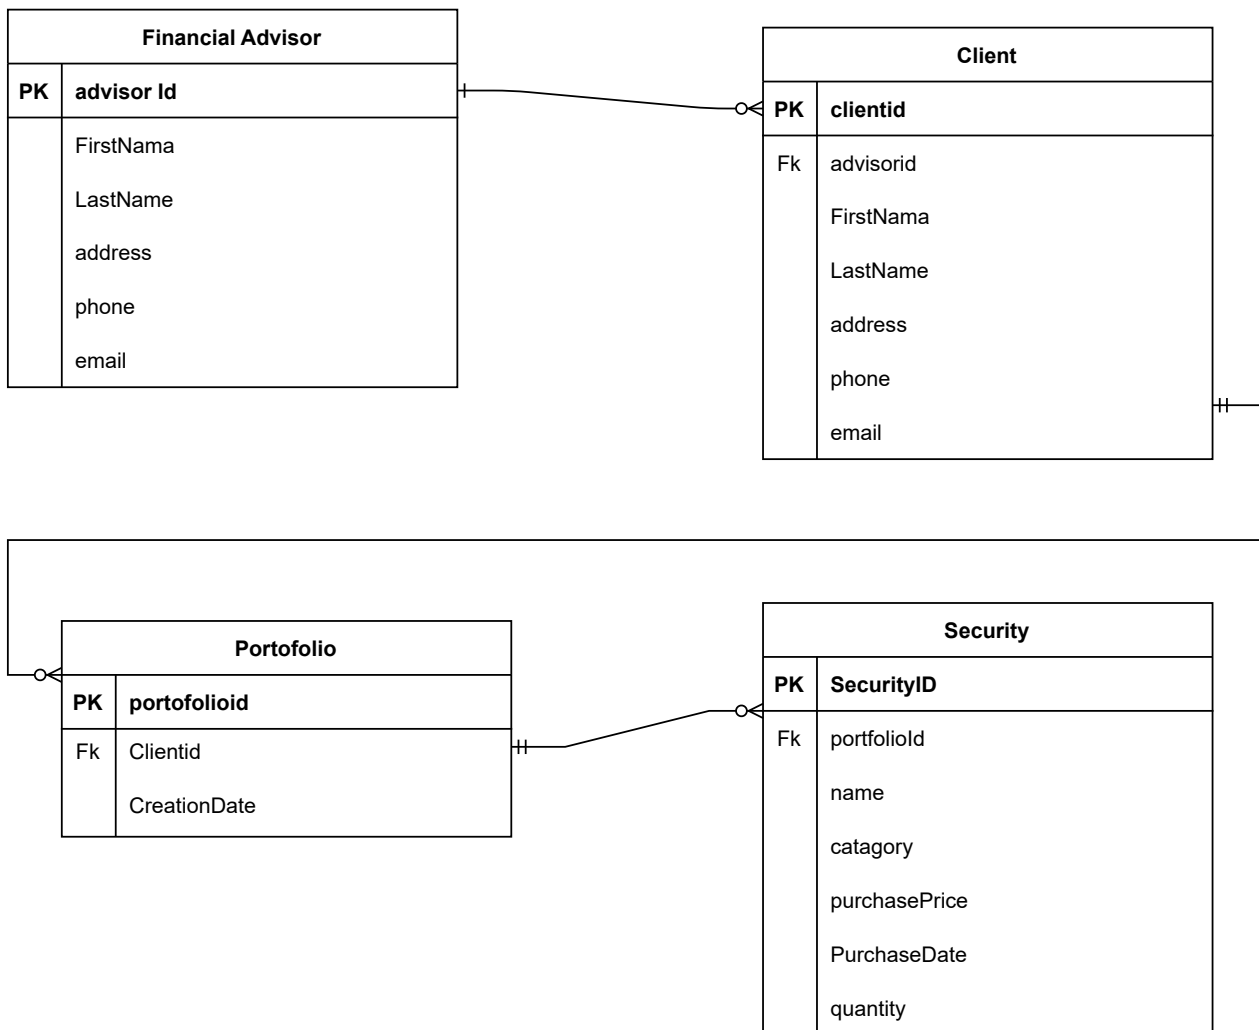 Financial Advisor
PK advisor Id
FirstNama
LastName
address
phone
email
Client
PK clientid
Fk advisorid
FirstNama
LastName
address
phone
email
Portofolio
PK portofolioid
Fk Clientid
CreationDate
Security
PK SecurityID
Fk portfolioId
name
catagory
purchasePrice
PurchaseDate
quantity